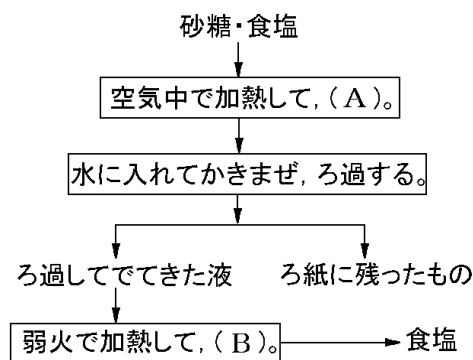 砂糖・食塩
空気中で加熱して,(A)。
水に入れてかきまぜ,ろ過する。
ろ過してでてきた液
ろ紙に残ったもの
弱火で加熱して,(B)。
食塩